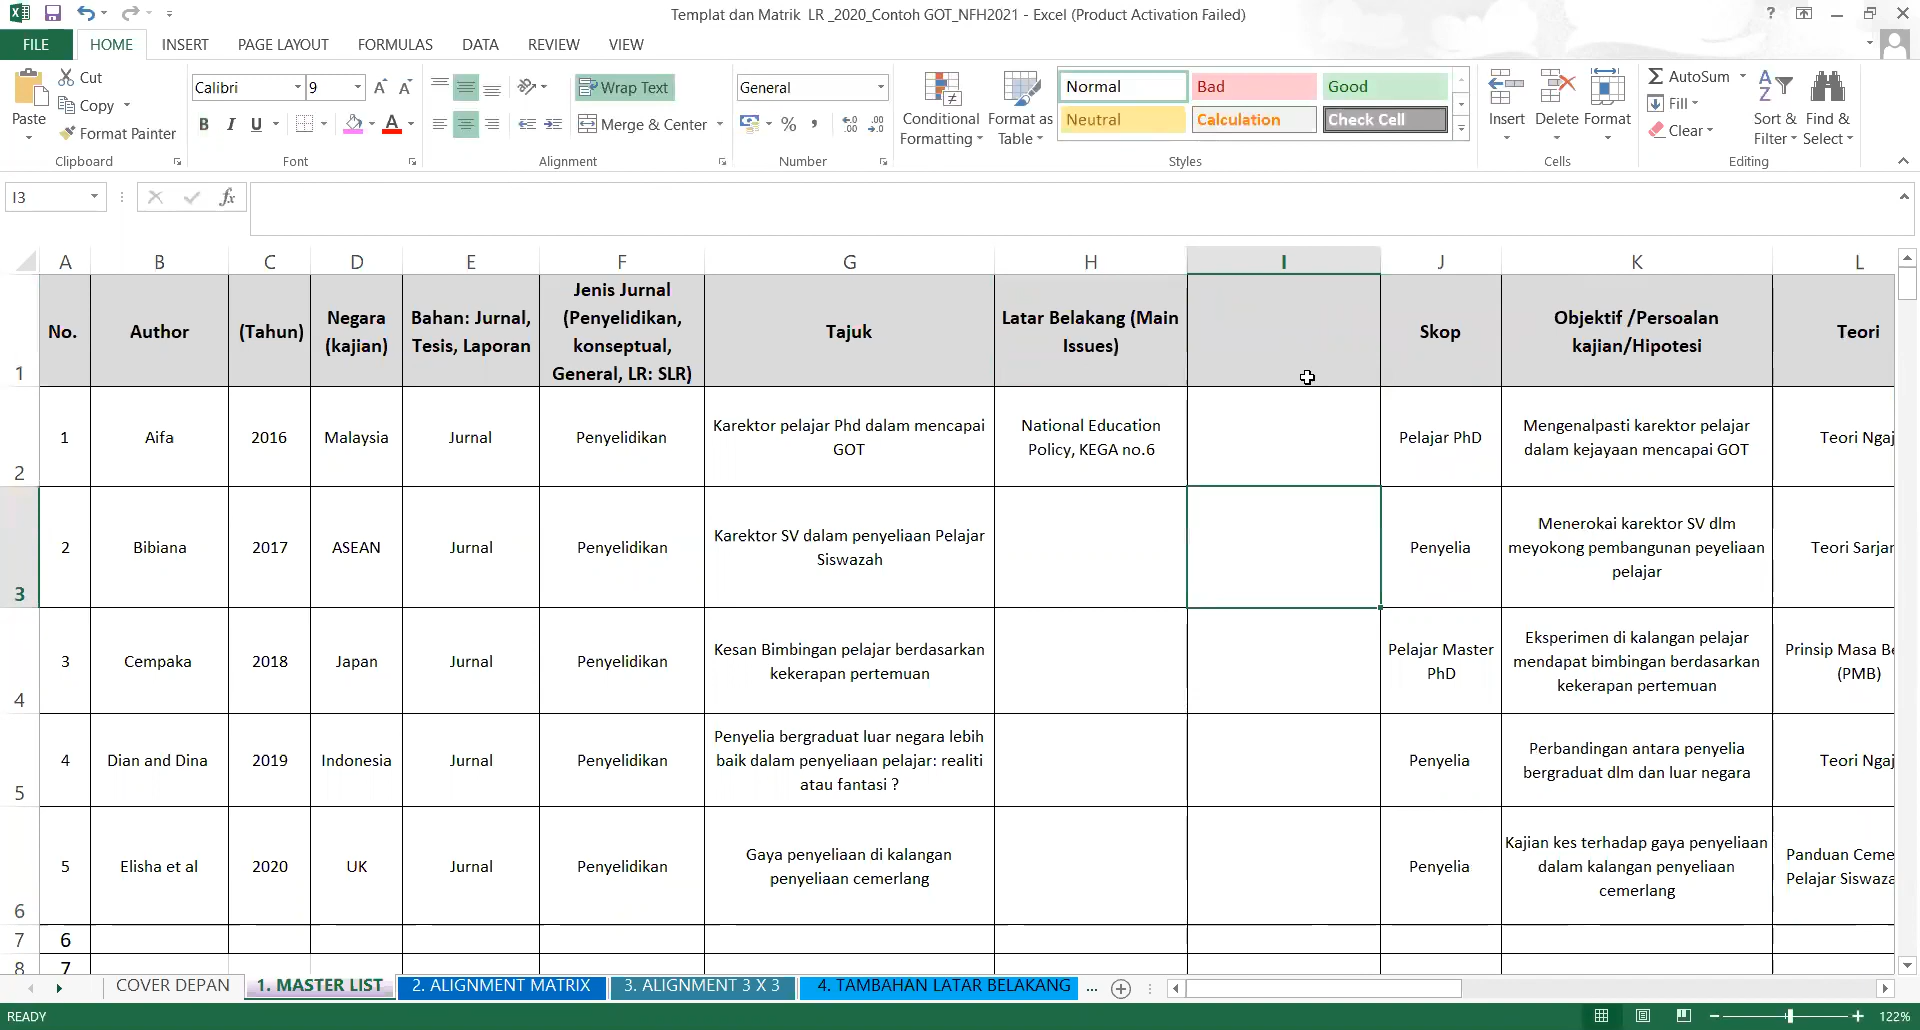 Templat dan Matrik LR _2020_Contoh GOT_NFH2021 - Excel (Product Activation Failed)
FILE HOME INSERT PAGE LAYOUT FORMULAS DATA REVIEW VIEW
Paste
Cut
Copy
Format Painter
Clipboard
Calibri 9
B I U
Font
Wrap Text
Merge & Center
Alignment
General
%
Number
Conditional Formatting
Format as Table
Normal Bad Good
Neutral Calculation Check Cell
Styles
Insert Delete Format
Cells
AutoSum
Fill
Clear
Sort & Filter
Find & Select
Editing
I3
fx
A B C D E F G H I J K L
1
No.
Author
(Tahun)
Negara
(kajian)
Bahan: Jurnal,
Tesis, Laporan
Jenis Jurnal
(Penyelidikan,
konseptual,
General, LR: SLR)
Tajuk
Latar Belakang (Main
Issues)
Skop
Objektif /Persoalan
kajian/Hipotesi
Teori
2
1
Aifa
2016
Malaysia
Jurnal
Penyelidikan
Karektor pelajar Phd dalam mencapai
GOT
National Education
Policy, KEGA no.6
Pelajar PhD
Mengenalpasti karektor pelajar
dalam kejayaan mencapai GOT
Teori Ngaj
3
2
Bibiana
2017
ASEAN
Jurnal
Penyelidikan
Karektor SV dalam penyeliaan Pelajar
Siswazah
Penyelia
Menerokai karektor SV dlm
meyokong pembangunan peyeliaan
pelajar
Teori Sarjar
4
3
Cempaka
2018
Japan
Jurnal
Penyelidikan
Kesan Bimbingan pelajar berdasarkan
kekerapan pertemuan
Pelajar Master
PhD
Eksperimen di kalangan pelajar
mendapat bimbingan berdasarkan
kekerapan pertemuan
Prinsip Masa Be
(PMB)
5
4
Dian and Dina
2019
Indonesia
Jurnal
Penyelidikan
Penyelia bergraduat luar negara lebih
baik dalam penyeliaan pelajar: realiti
atau fantasi ?
Penyelia
Perbandingan antara penyelia
bergraduat dlm dan luar negara
Teori Ngaj
6
5
Elisha et al
2020
UK
Jurnal
Penyelidikan
Gaya penyeliaan di kalangan
penyeliaan cemerlang
Penyelia
Kajian kes terhadap gaya penyeliaan
dalam kalangan penyeliaan
cemerlang
Panduan Ceme
Pelajar Siswaza
7 6
8 7
COVER DEPAN 1. MASTER LIST 2. ALIGNMENT MATRIX 3. ALIGNMENT 3 X 3 4. TAMBAHAN LATAR BELAKANG ...
READY 122%